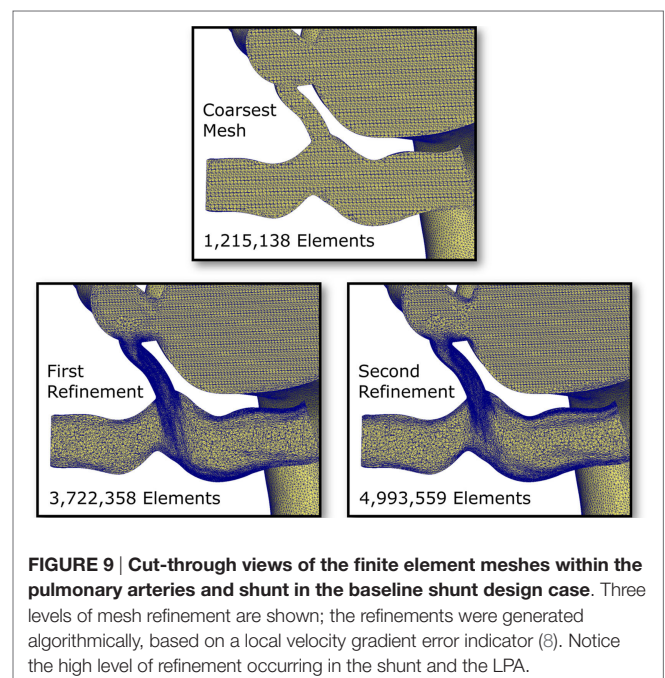 Coarsest
Mesh
1,215,138 Elements
First
Refinement
3,722,358 Elements
Second
Refinement
4,993,559 Elements
FIGURE 9 | Cut-through views of the finite element meshes within the
pulmonary arteries and shunt in the baseline shunt design case. Three
levels of mesh refinement are shown; the refinements were generated
algorithmically, based on a local velocity gradient error indicator (8). Notice
the high level of refinement occurring in the shunt and the LPA.